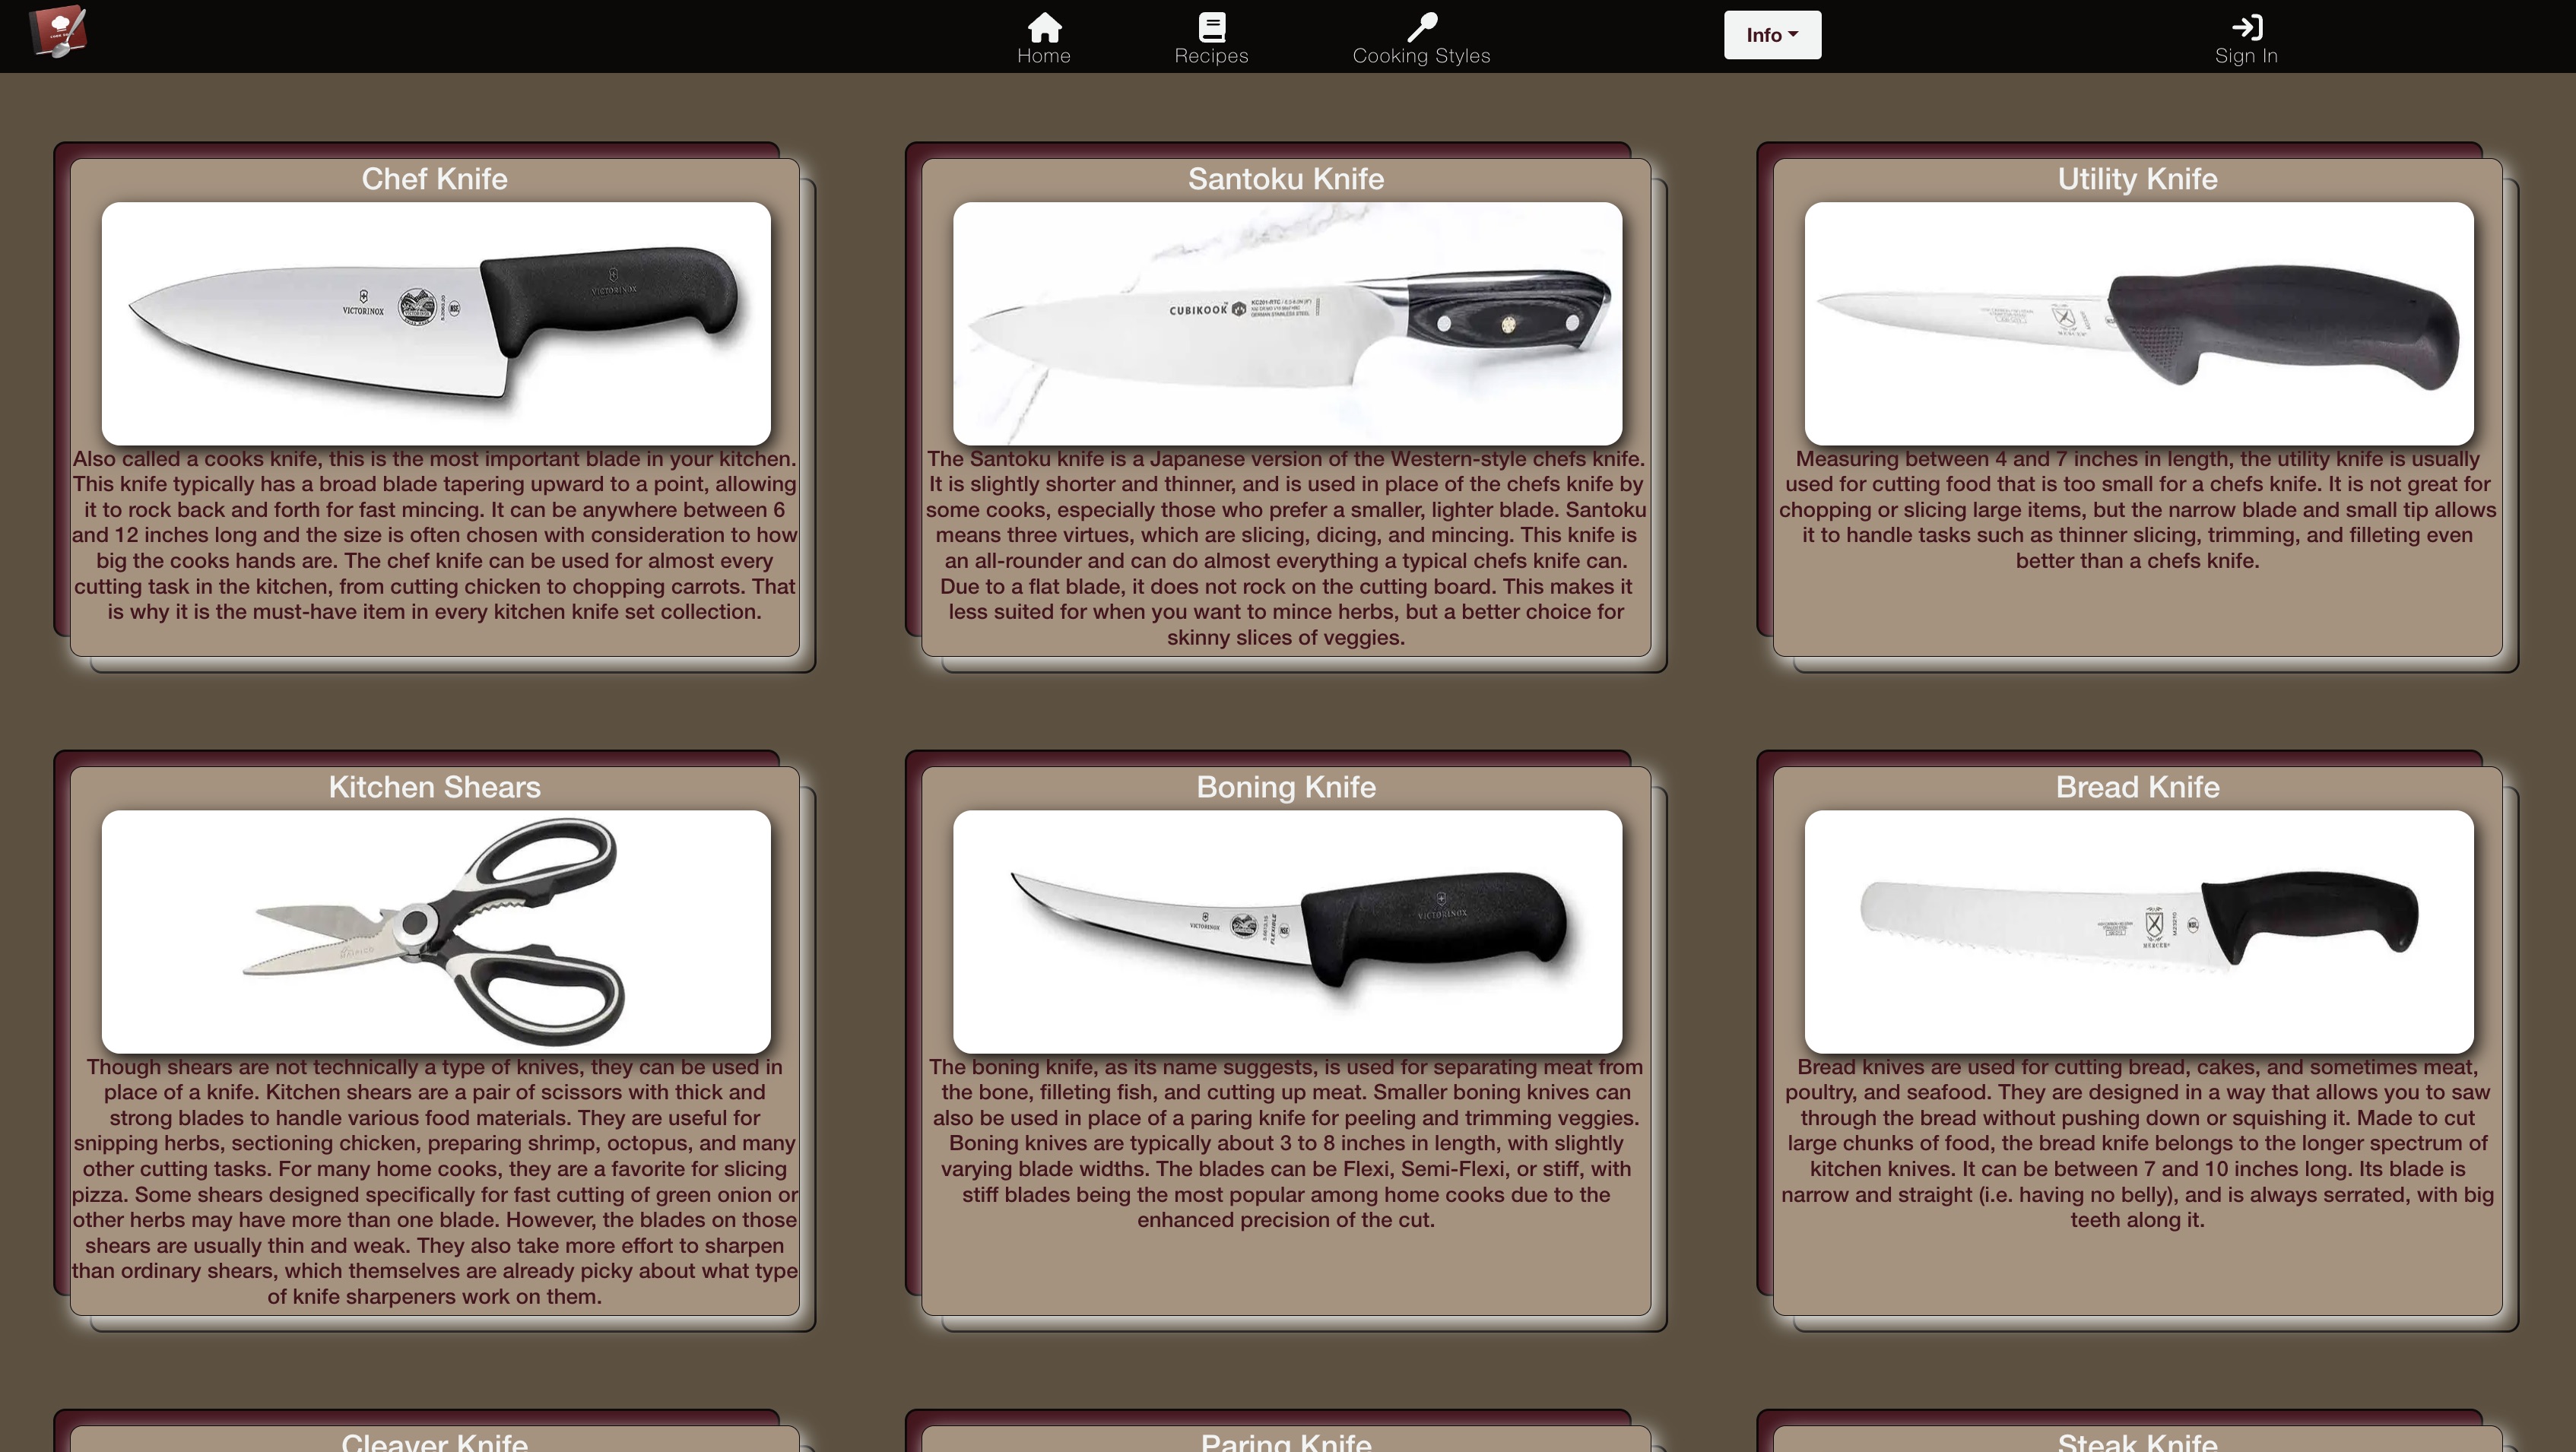 Home
Recipes
Cooking Styles
Info
Sign In
Chef Knife
VICTORINOX
VICTORINOX
Also called a cooks knife, this is the most important blade in your kitchen.
This knife typically has a broad blade tapering upward to a point, allowing
it to rock back and forth for fast mincing. It can be anywhere between 6
and 12 inches long and the size is often chosen with consideration to how
big the cooks hands are. The chef knife can be used for almost every
cutting task in the kitchen, from cutting chicken to chopping carrots. That
is why it is the must-have item in every kitchen knife set collection.
Santoku Knife
CUBIKOOK
The Santoku knife is a Japanese version of the Western-style chefs knife.
It is slightly shorter and thinner, and is used in place of the chefs knife by
some cooks, especially those who prefer a smaller, lighter blade. Santoku
means three virtues, which are slicing, dicing, and mincing. This knife is
an all-rounder and can do almost everything a typical chefs knife can.
Due to a flat blade, it does not rock on the cutting board. This makes it
less suited for when you want to mince herbs, but a better choice for
skinny slices of veggies.
Utility Knife
MERCER
Measuring between 4 and 7 inches in length, the utility knife is usually
used for cutting food that is too small for a chefs knife. It is not great for
chopping or slicing large items, but the narrow blade and small tip allows
it to handle tasks such as thinner slicing, trimming, and filleting even
better than a chefs knife.
Kitchen Shears
Though shears are not technically a type of knives, they can be used in
place of a knife. Kitchen shears are a pair of scissors with thick and
strong blades to handle various food materials. They are useful for
snipping herbs, sectioning chicken, preparing shrimp, octopus, and many
other cutting tasks. For many home cooks, they are a favorite for slicing
pizza. Some shears designed specifically for fast cutting of green onion or
other herbs may have more than one blade. However, the blades on those
shears are usually thin and weak. They also take more effort to sharpen
than ordinary shears, which themselves are already picky about what type
of knife sharpeners work on them.
Boning Knife
VICTORINOX
FLEXIBLE
VICTORINOX
The boning knife, as its name suggests, is used for separating meat from
the bone, filleting fish, and cutting up meat. Smaller boning knives can
also be used in place of a paring knife for peeling and trimming veggies.
Boning knives are typically about 3 to 8 inches in length, with slightly
varying blade widths. The blades can be Flexi, Semi-Flexi, or stiff, with
stiff blades being the most popular among home cooks due to the
enhanced precision of the cut.
Bread Knife
MERCER
Bread knives are used for cutting bread, cakes, and sometimes meat,
poultry, and seafood. They are designed in a way that allows you to saw
through the bread without pushing down or squishing it. Made to cut
large chunks of food, the bread knife belongs to the longer spectrum of
kitchen knives. It can be between 7 and 10 inches long. Its blade is
narrow and straight (i.e. having no belly), and is always serrated, with big
teeth along it.
Cleaver Knife
Paring Knife
Steak Knife